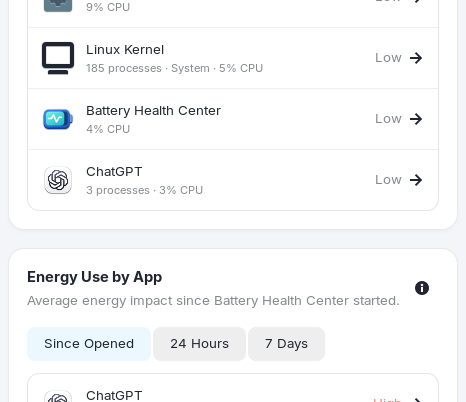 Low
9% CPU
Linux Kernel
185 processes · System · 5% CPU
Low
Battery Health Center
4% CPU
Low
ChatGPT
3 processes · 3% CPU
Low
Energy Use by App
Average energy impact since Battery Health Center started.
Since Opened
24 Hours
7 Days
ChatGPT
High